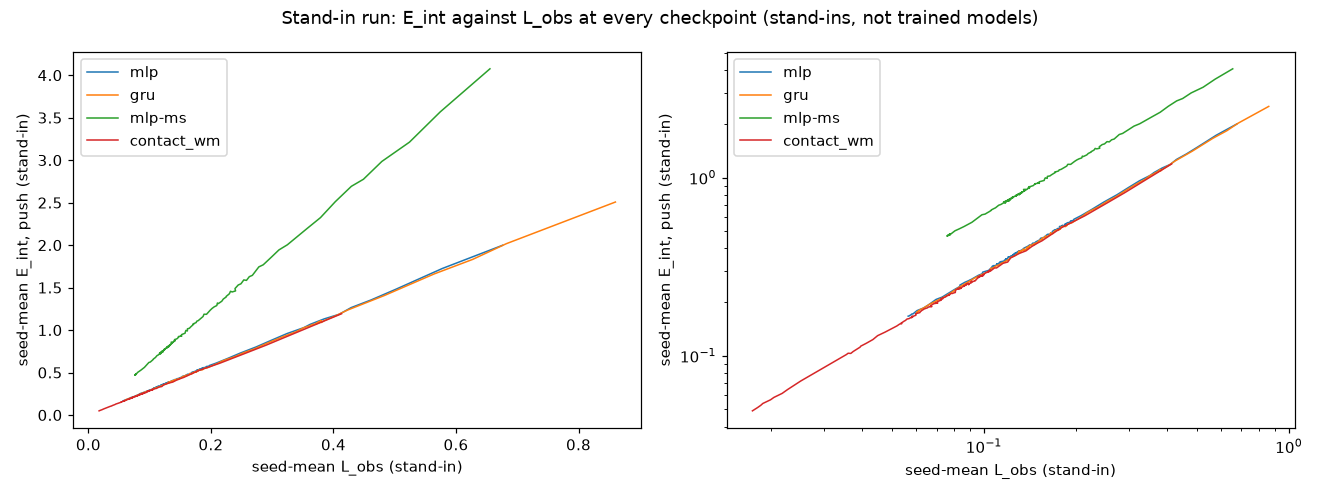 Stand-in run: E_int against L_obs at every checkpoint (stand-ins, not trained models)
seed-mean E_int, push (stand-in)
4.0
3.5
3.0
2.5
2.0
1.5
1.0
0.5
0.0
mlp
gru
mlp-ms
contact_wm
0.0
0.2
0.4
0.6
0.8
seed-mean L_obs (stand-in)
seed-mean E_int, push (stand-in)
10⁰
10⁻¹
mlp
gru
mlp-ms
contact_wm
10⁻¹
10⁰
seed-mean L_obs (stand-in)